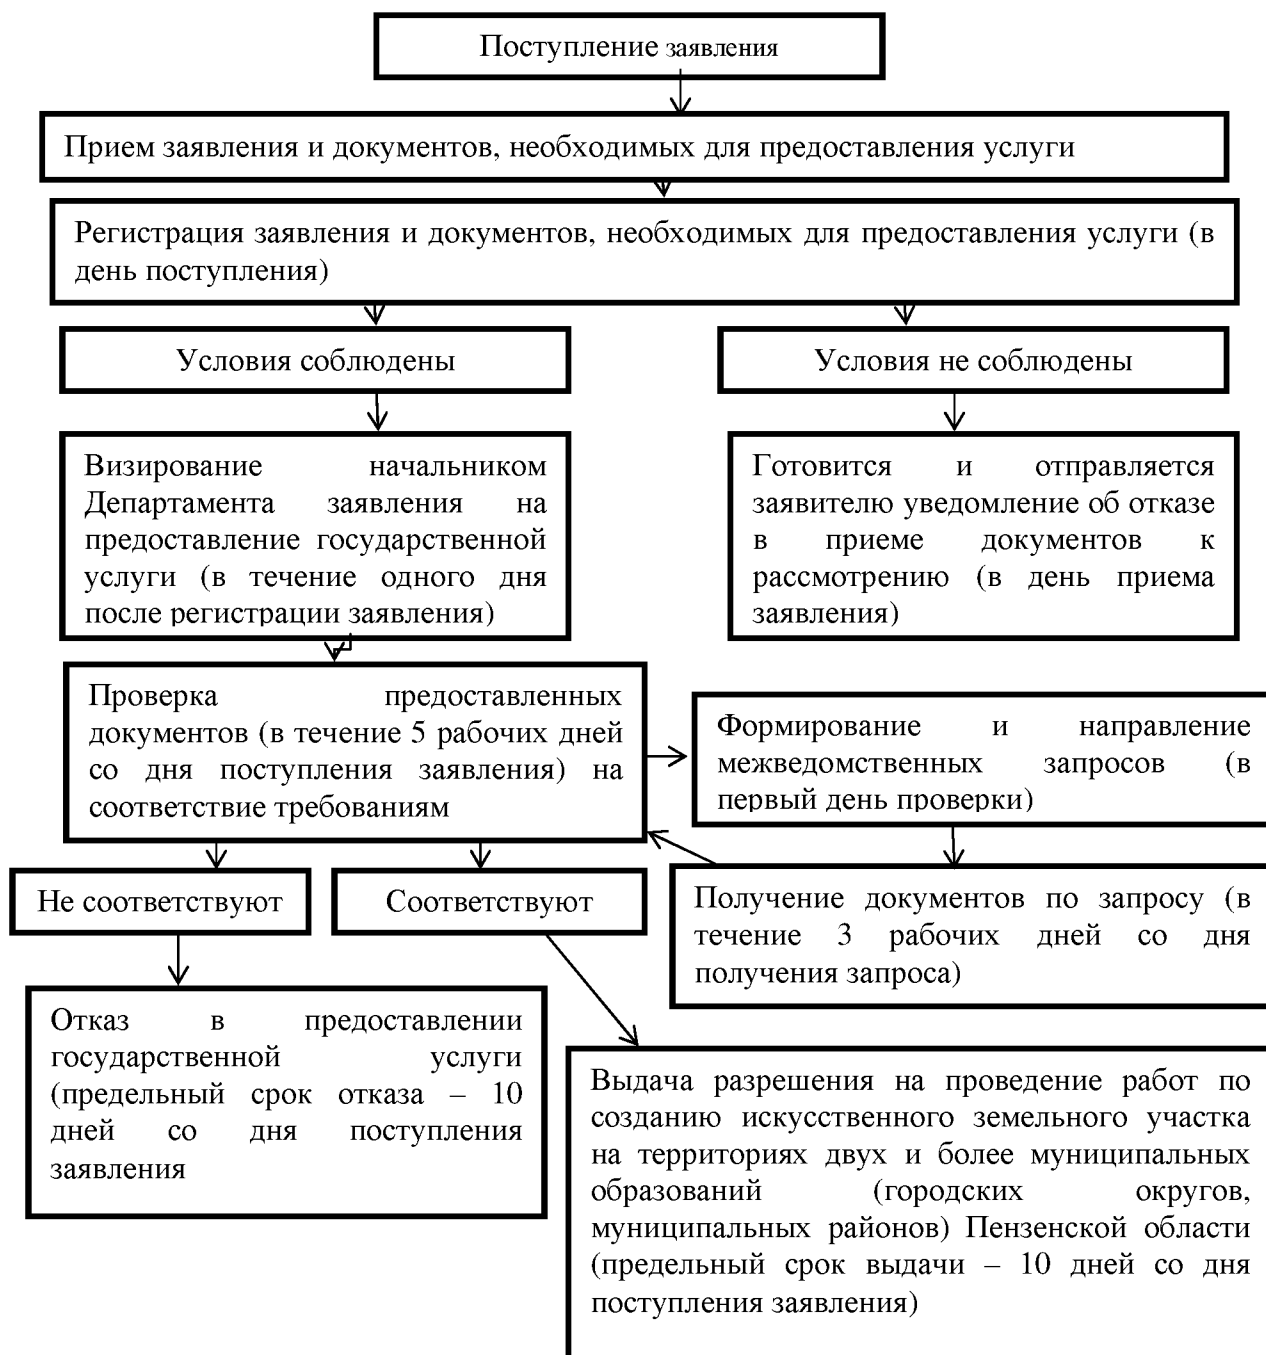 Поступление заявления
Прием заявления и документов, необходимых для предоставления услуги
Регистрация заявления и документов, необходимых для предоставления услуги (в
день поступления)
Условия соблюдены
Условия не соблюдены
Визирование начальником
Департамента заявления на
предоставление государственной
услуги (в течение одного дня
после регистрации заявления)
Готовится и отправляется
заявителю уведомление об отказе
в приеме документов к
рассмотрению (в день приема
заявления)
Проверка предоставленных
документов (в течение 5 рабочих дней
со дня поступления заявления) на
соответствие требованиям
Формирование и направление
межведомственных запросов (в
первый день проверки)
Не соответствуют
Соответствуют
Получение документов по запросу (в
течение 3 рабочих дней со дня
получения запроса)
Отказ в предоставлении
государственной услуги
(предельный срок отказа – 10
дней со дня поступления
заявления
Выдача разрешения на проведение работ по
созданию искусственного земельного участка
на территориях двух и более муниципальных
образований (городских округов,
муниципальных районов) Пензенской области
(предельный срок выдачи – 10 дней со дня
поступления заявления)